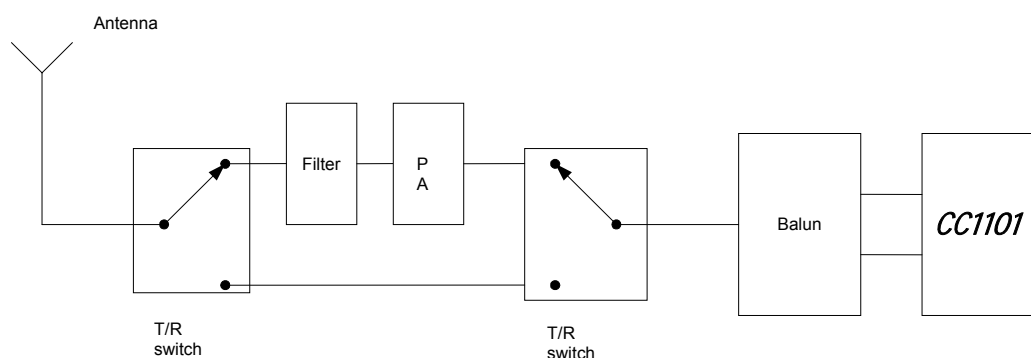 Antenna
Filter
P
A
Balun
CC1101
T/R
switch
T/R
switch